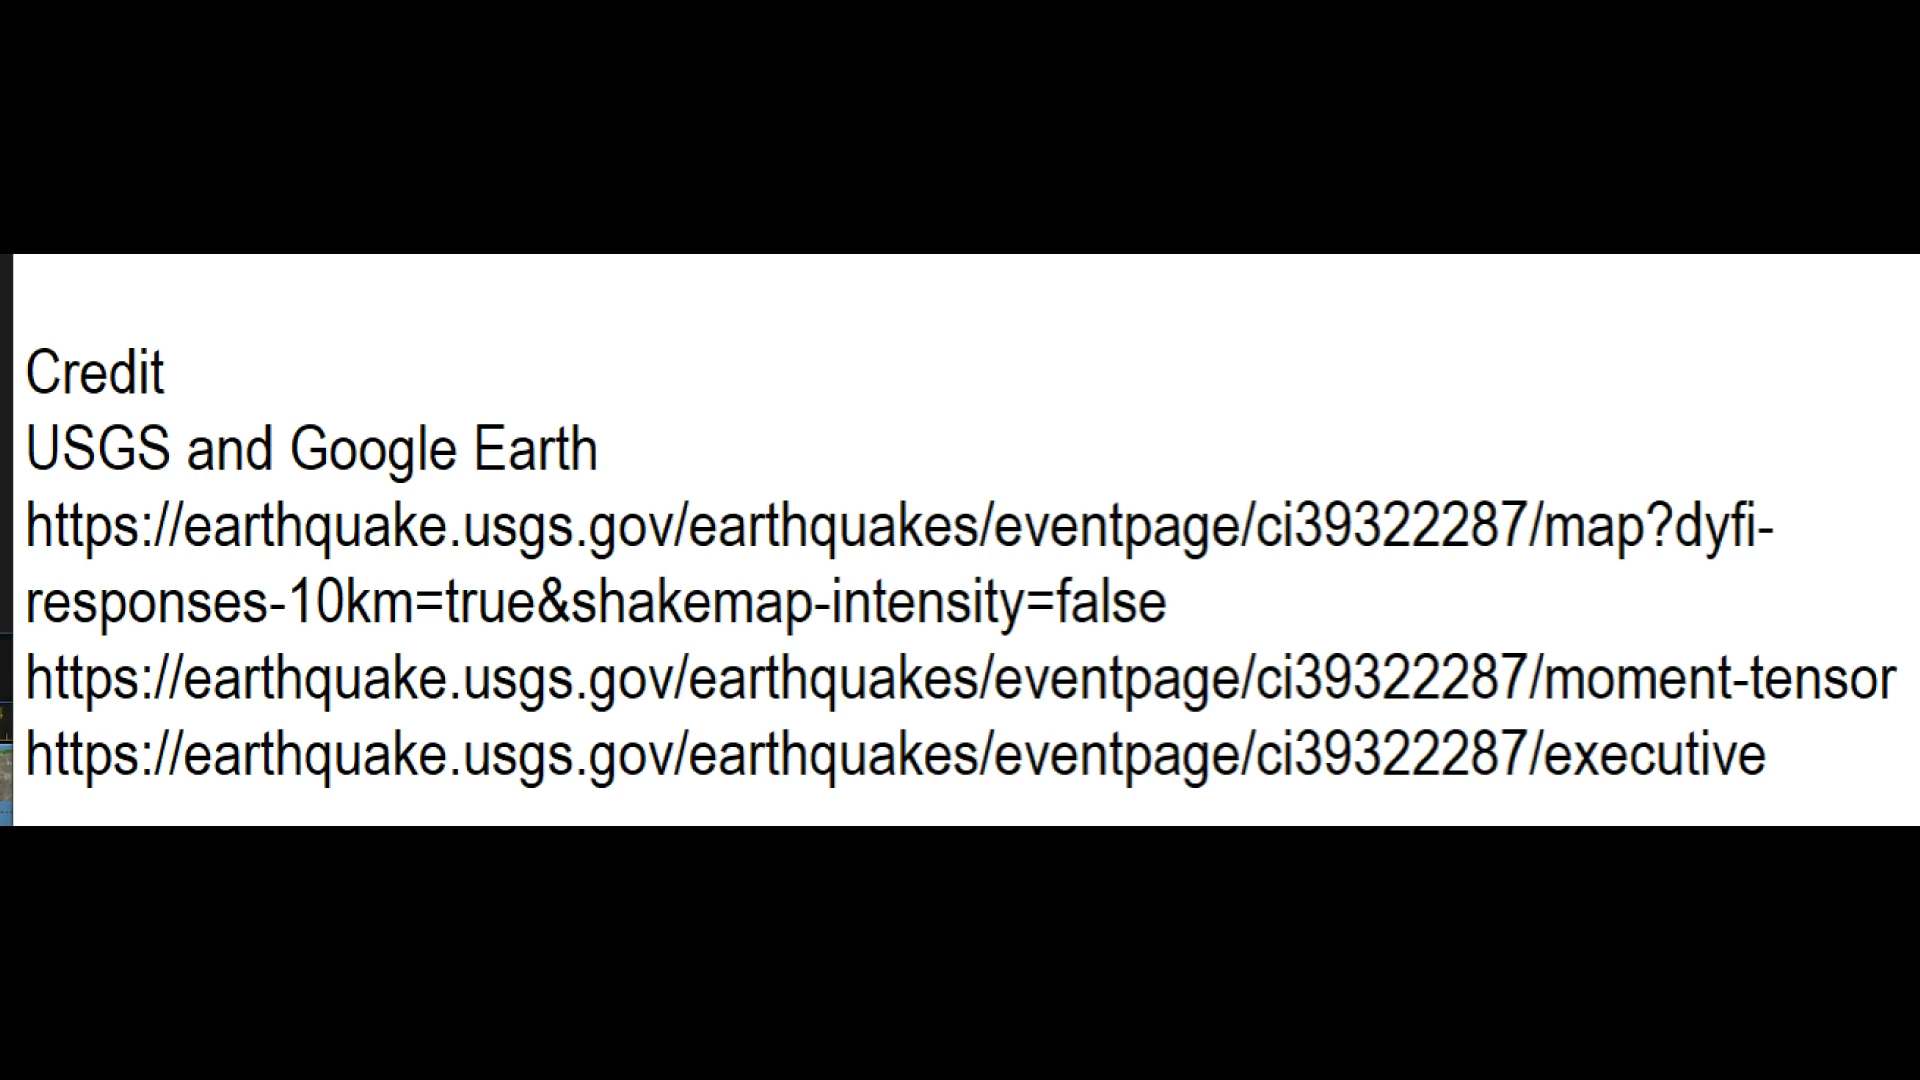 Credit
USGS and Google Earth
https://earthquake.usgs.gov/earthquakes/eventpage/ci39322287/map?dyfi-
responses-10km=true&shakemap-intensity=false
https://earthquake.usgs.gov/earthquakes/eventpage/ci39322287/moment-tensor
https://earthquake.usgs.gov/earthquakes/eventpage/ci39322287/executive